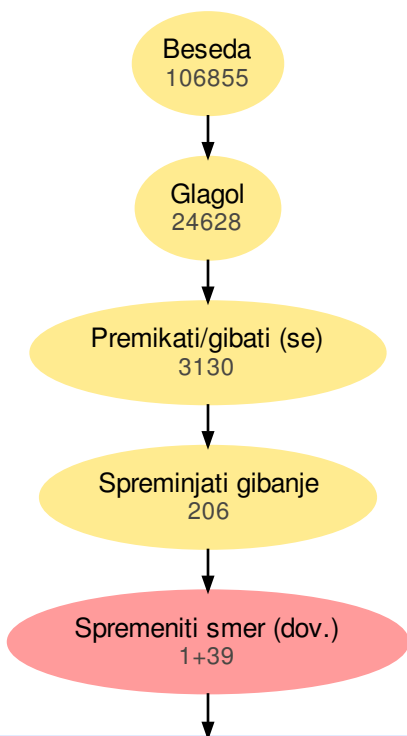 Beseda
106855
Glagol
24628
Premikati/gibati (se)
3130
Spreminjati gibanje
206
Spremeniti smer (dov.)
1+39